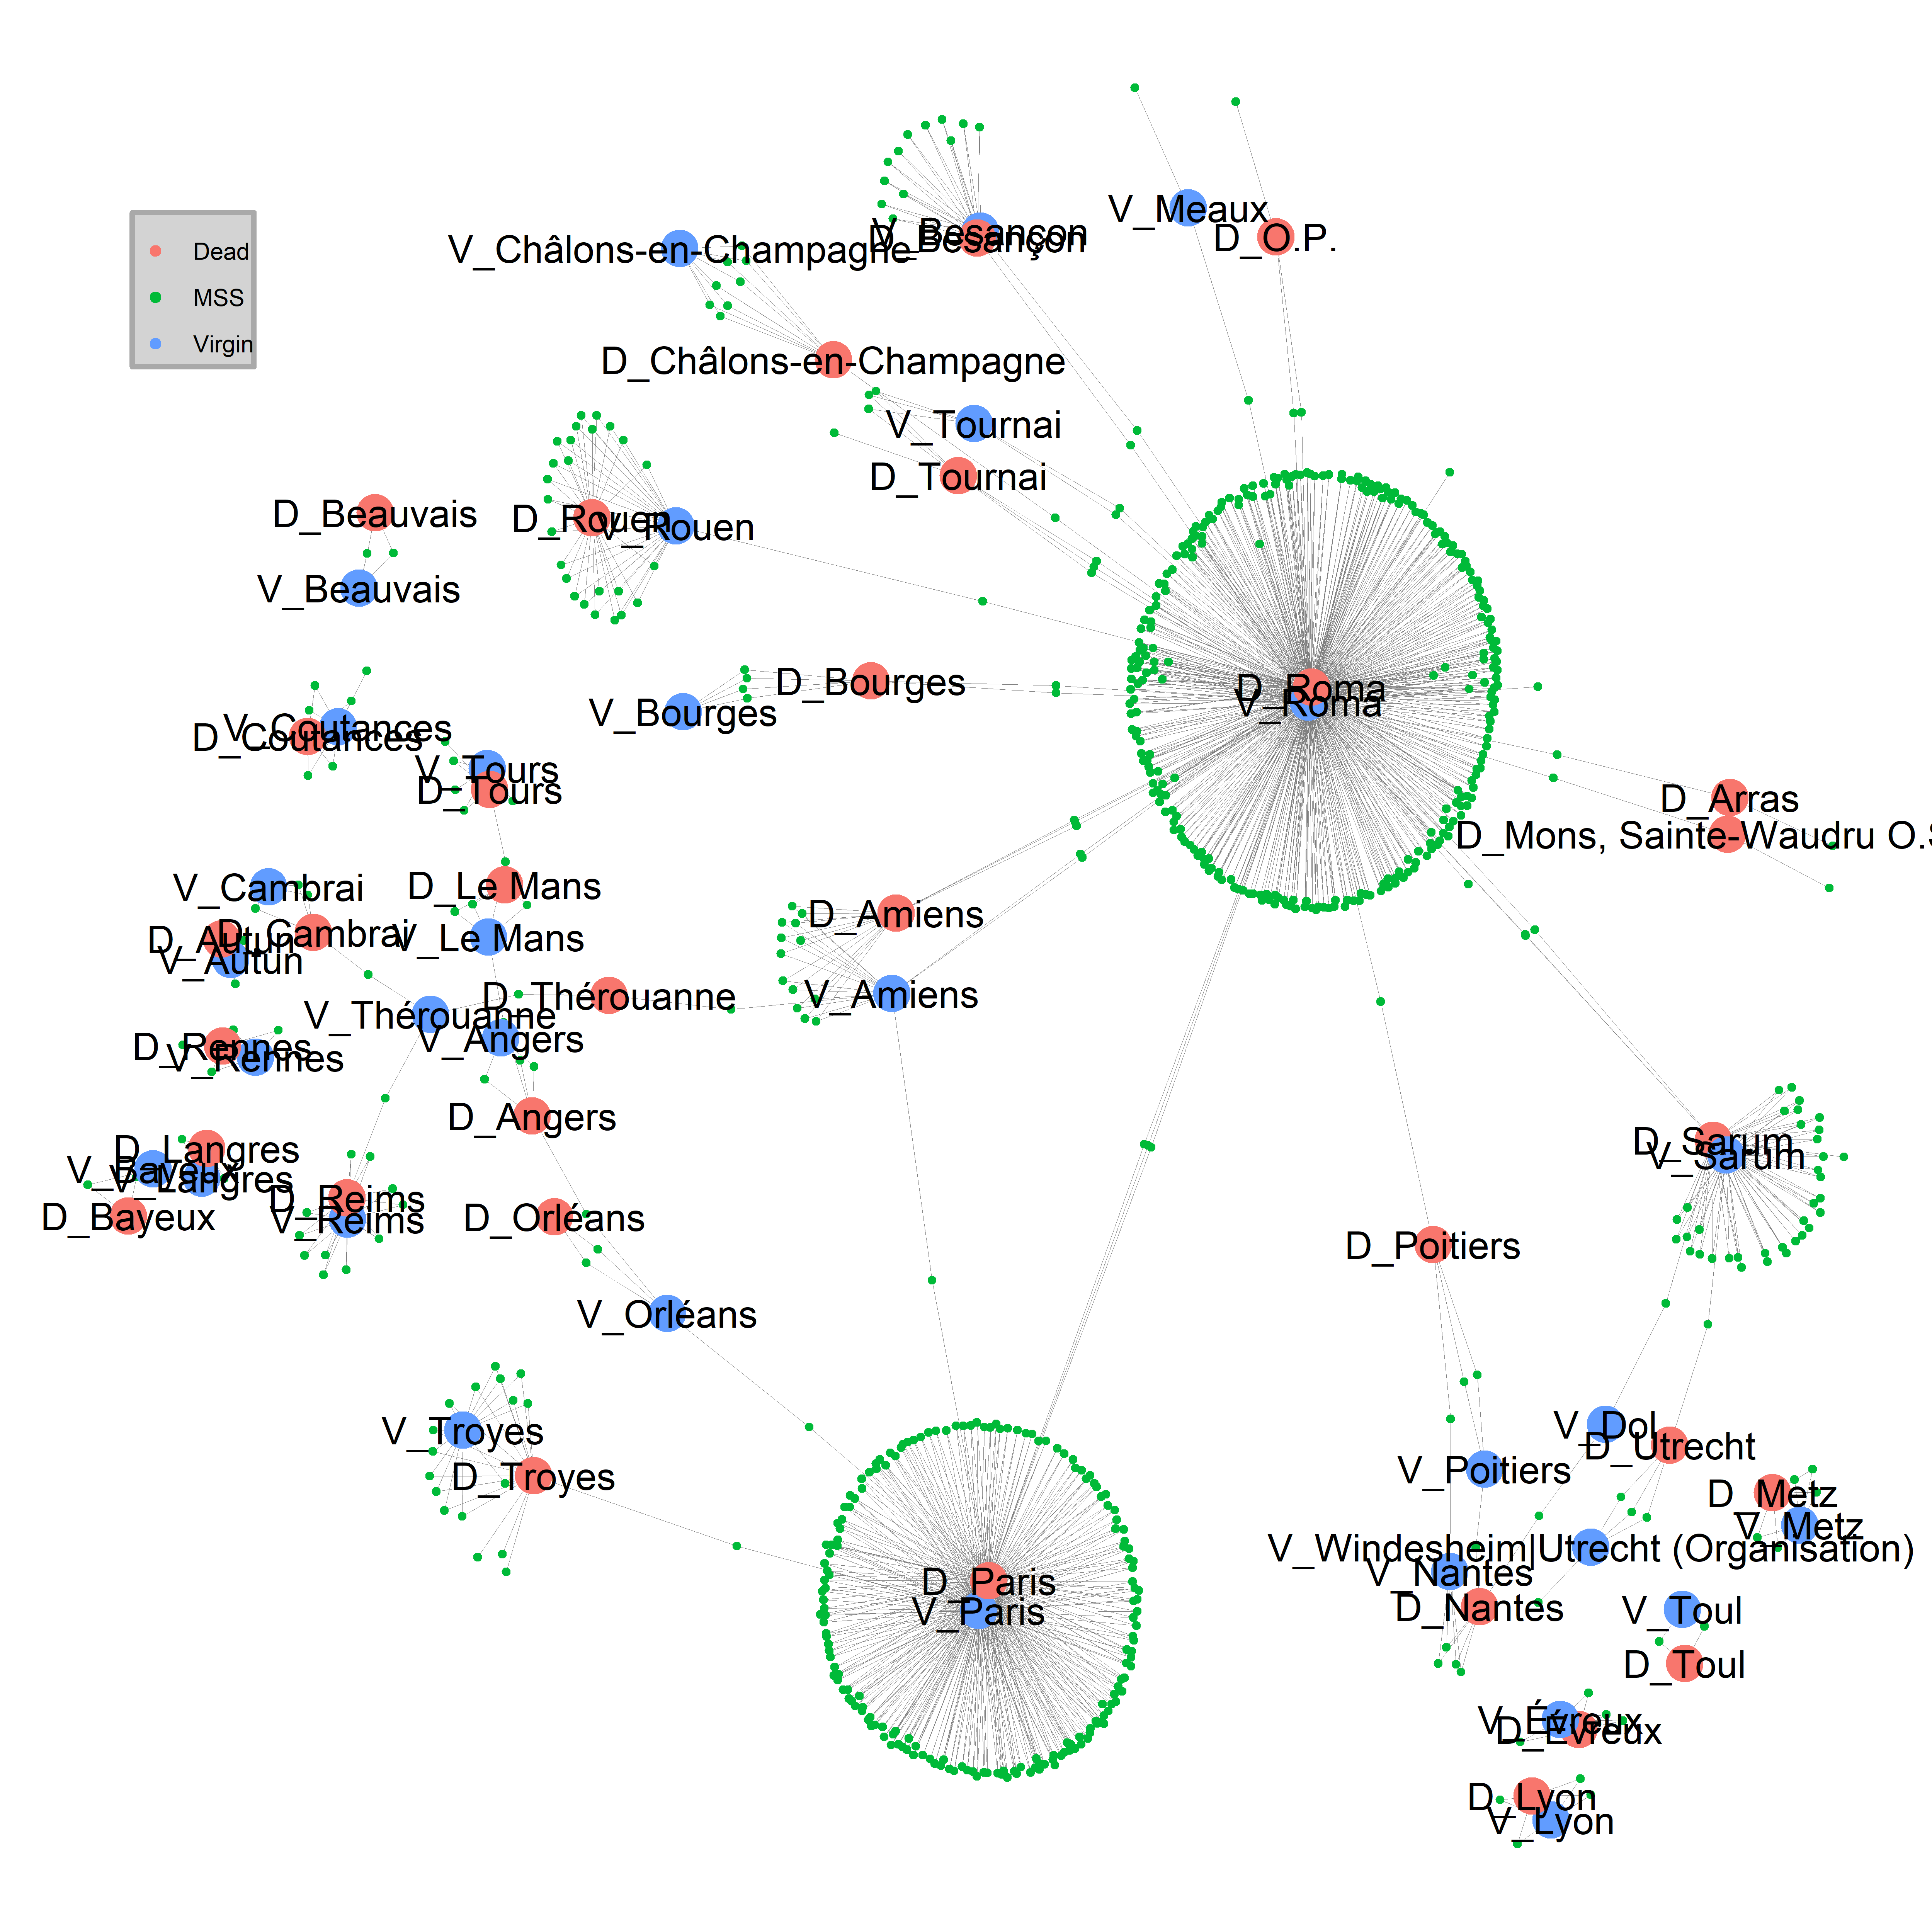 Dead
MSS
Virgin
V_Meaux
D_O.P.
V_Besançon
D_Besançon
V_Châlons-en-Champagne
D_Châlons-en-Champagne
V_Tournai
D_Tournai
D_Beauvais
V_Beauvais
D_Rouen
V_Rouen
D_Roma
V_Roma
D_Bourges
V_Bourges
V_Coutances
D_Coutances
V_Tours
D_Tours
D_Arras
D_Mons, Sainte-Waudru O.S
V_Cambrai
D_Cambrai
D_Le Mans
V_Le Mans
D_Autun
V_Autun
D_Amiens
V_Amiens
D_Thérouanne
V_Thérouanne
V_Angers
D_Angers
D_Rennes
V_Rennes
D_Langres
V_Langres
V_Bayeux
D_Bayeux
D_Reims
V_Reims
D_Orléans
V_Orléans
D_Sarum
V_Sarum
D_Poitiers
V_Poitiers
V_Troyes
D_Troyes
V_Dol
D_Utrecht
V_Windesheim|Utrecht (Organisation)
D_Metz
V_Metz
V_Nantes
D_Nantes
D_Paris
V_Paris
V_Toul
D_Toul
V_Évreux
D_Évreux
D_Lyon
V_Lyon